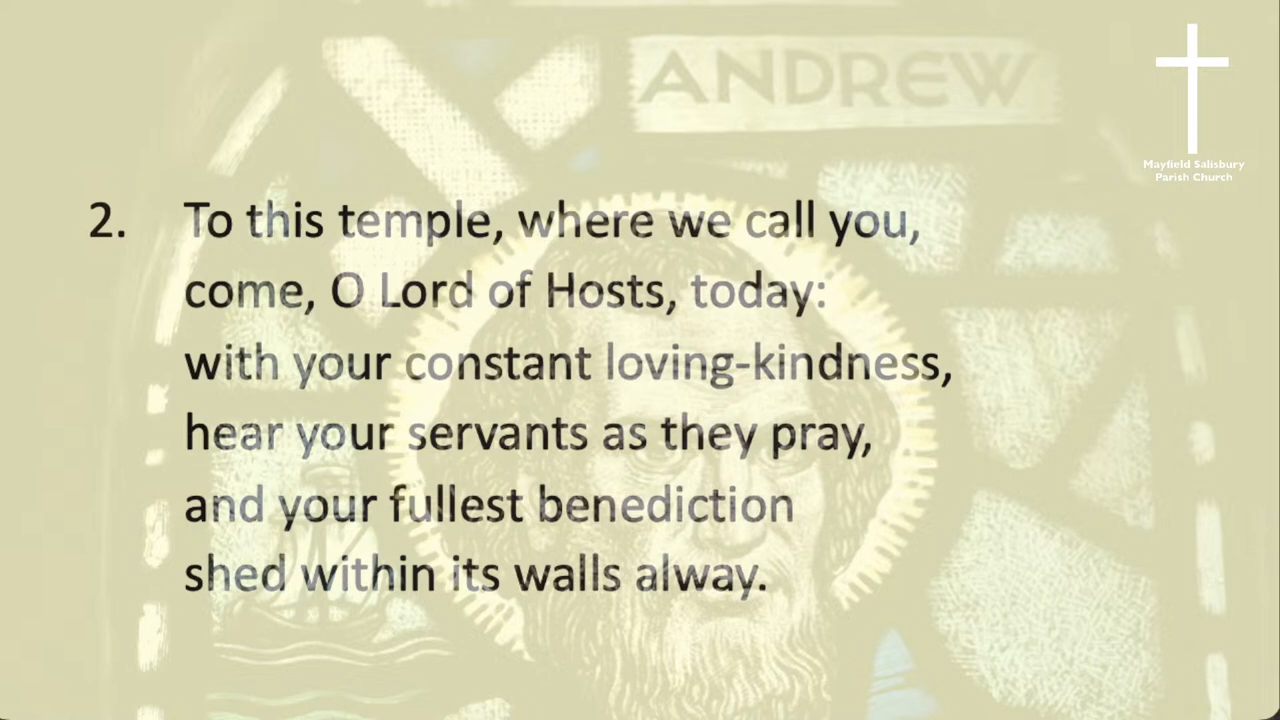 ANDREW
Mayfield Salisbury
Parish Church
2. To this temple, where we call you,
come, O Lord of Hosts, today:
with your constant loving-kindness,
hear your servants as they pray,
and your fullest benediction
shed within its walls alway.